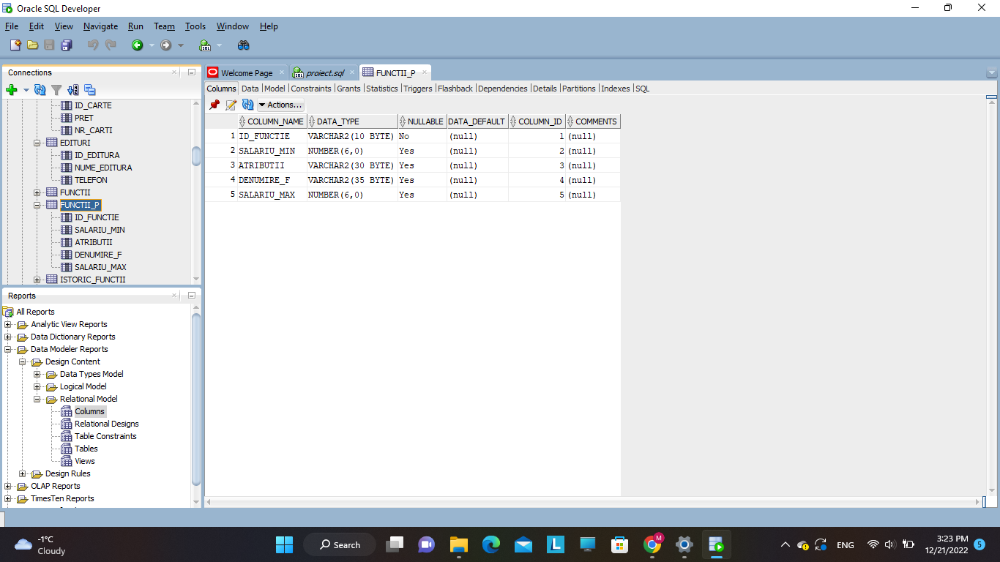 Oracle SQL Developer
File Edit View Navigate Run Team Tools Window Help
Connections
ID_CARTE
PRET
NR_CARTI
EDITURI
ID_EDITURA
NUME_EDITURA
TELEFON
FUNCTII
FUNCTII_P
ID_FUNCTIE
SALARIU_MIN
ATRIBUTII
DENUMIRE_F
SALARIU_MAX
ISTORIC_FUNCTII
Reports
All Reports
Analytic View Reports
Data Dictionary Reports
Data Modeler Reports
Design Content
Data Types Model
Logical Model
Relational Model
Columns
Relational Designs
Table Constraints
Tables
Views
Design Rules
OLAP Reports
TimesTen Reports
Welcome Page proiect.sql FUNCTII_P
Columns Data Model Constraints Grants Statistics Triggers Flashback Dependencies Details Partitions Indexes SQL
Actions...
COLUMN_NAME DATA_TYPE NULLABLE DATA_DEFAULT COLUMN_ID COMMENTS
1 ID_FUNCTIE VARCHAR2(10 BYTE) No (null) 1 (null)
2 SALARIU_MIN NUMBER(6,0) Yes (null) 2 (null)
3 ATRIBUTII VARCHAR2(30 BYTE) Yes (null) 3 (null)
4 DENUMIRE_F VARCHAR2(35 BYTE) Yes (null) 4 (null)
5 SALARIU_MAX NUMBER(6,0) Yes (null) 5 (null)
-1°C
Cloudy
Search
L
M
ENG
3:23 PM
12/21/2022
5